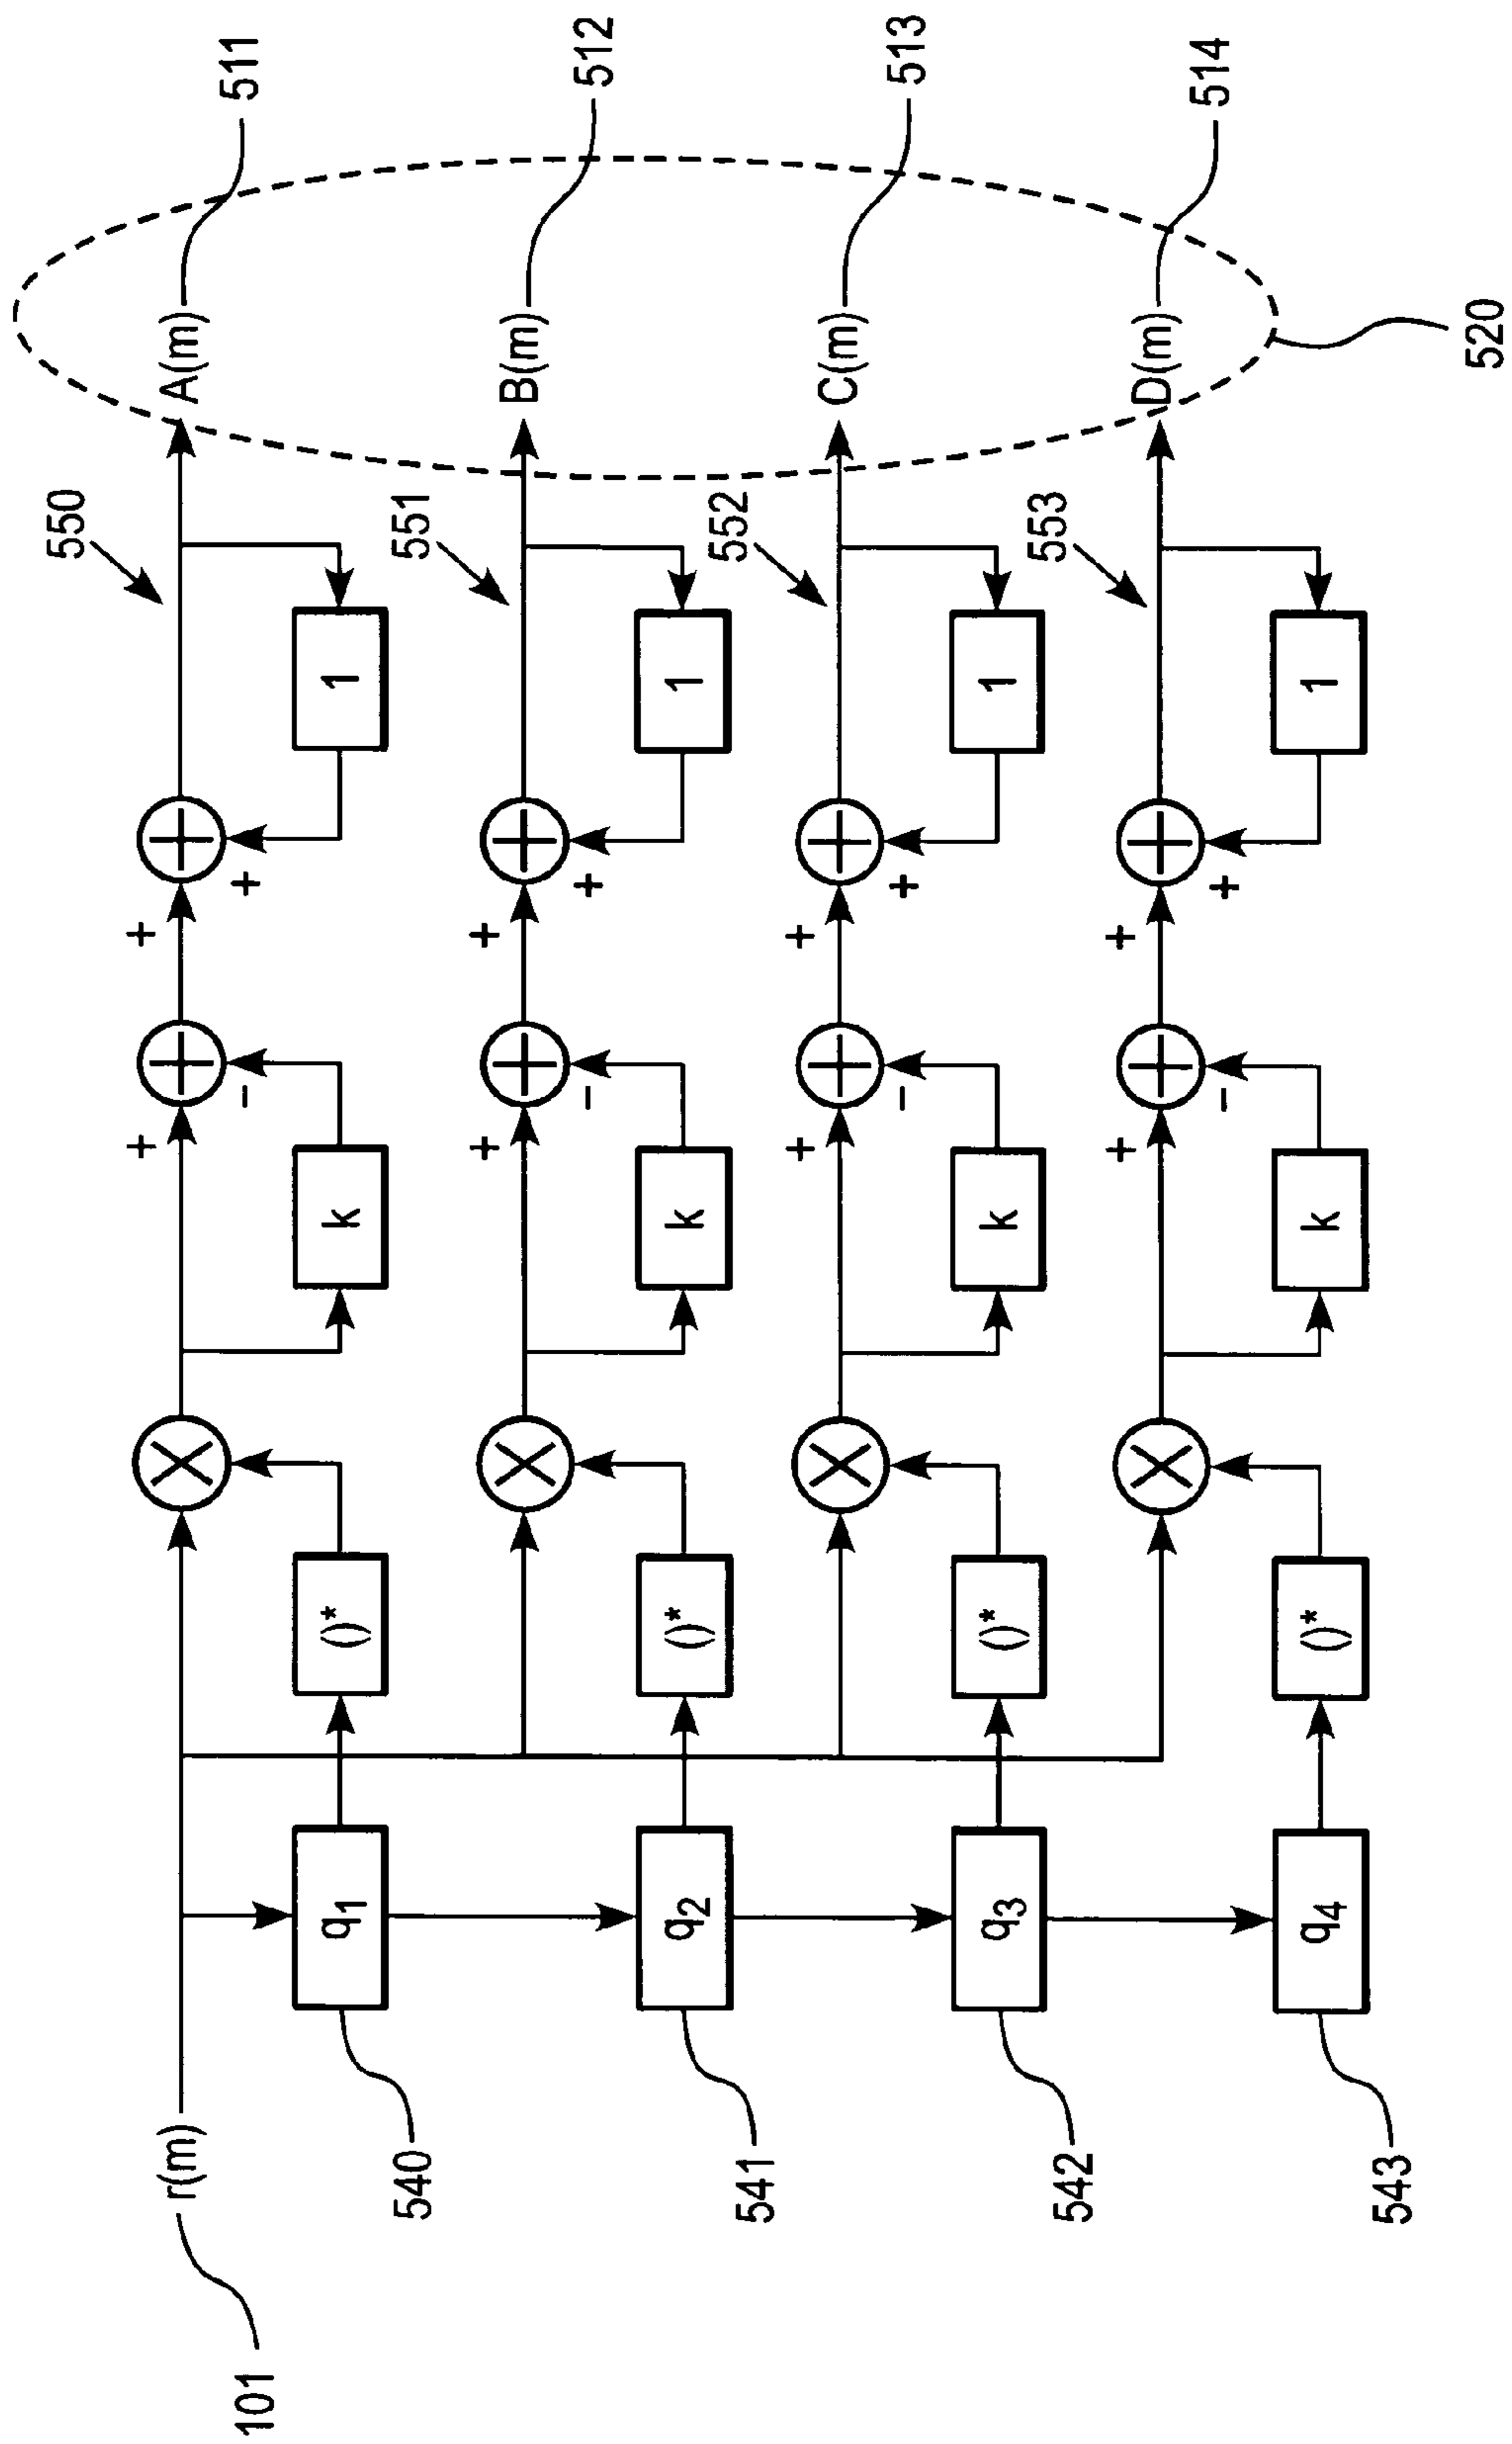 101
r(m)
540
q1
()*
+
−
k
+
+
1
550
A(m)
511
541
q2
()*
+
−
k
+
+
1
551
B(m)
512
542
q3
()*
+
−
k
+
+
1
552
C(m)
513
543
q4
()*
+
−
k
+
+
1
553
D(m)
514
520